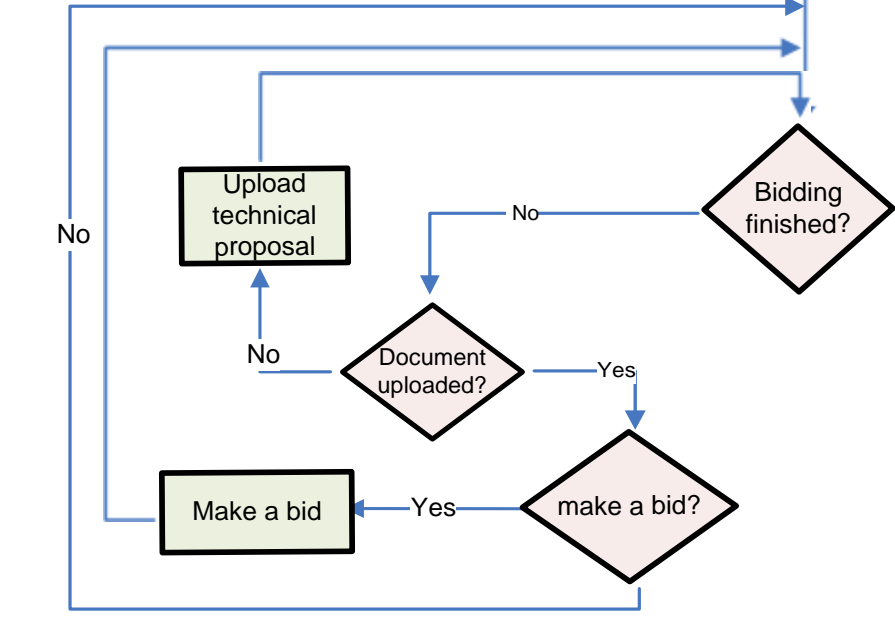 Upload
technical
proposal
Bidding
finished?
No
No
Document
uploaded?
No
Yes
Make a bid
Yes
make a bid?